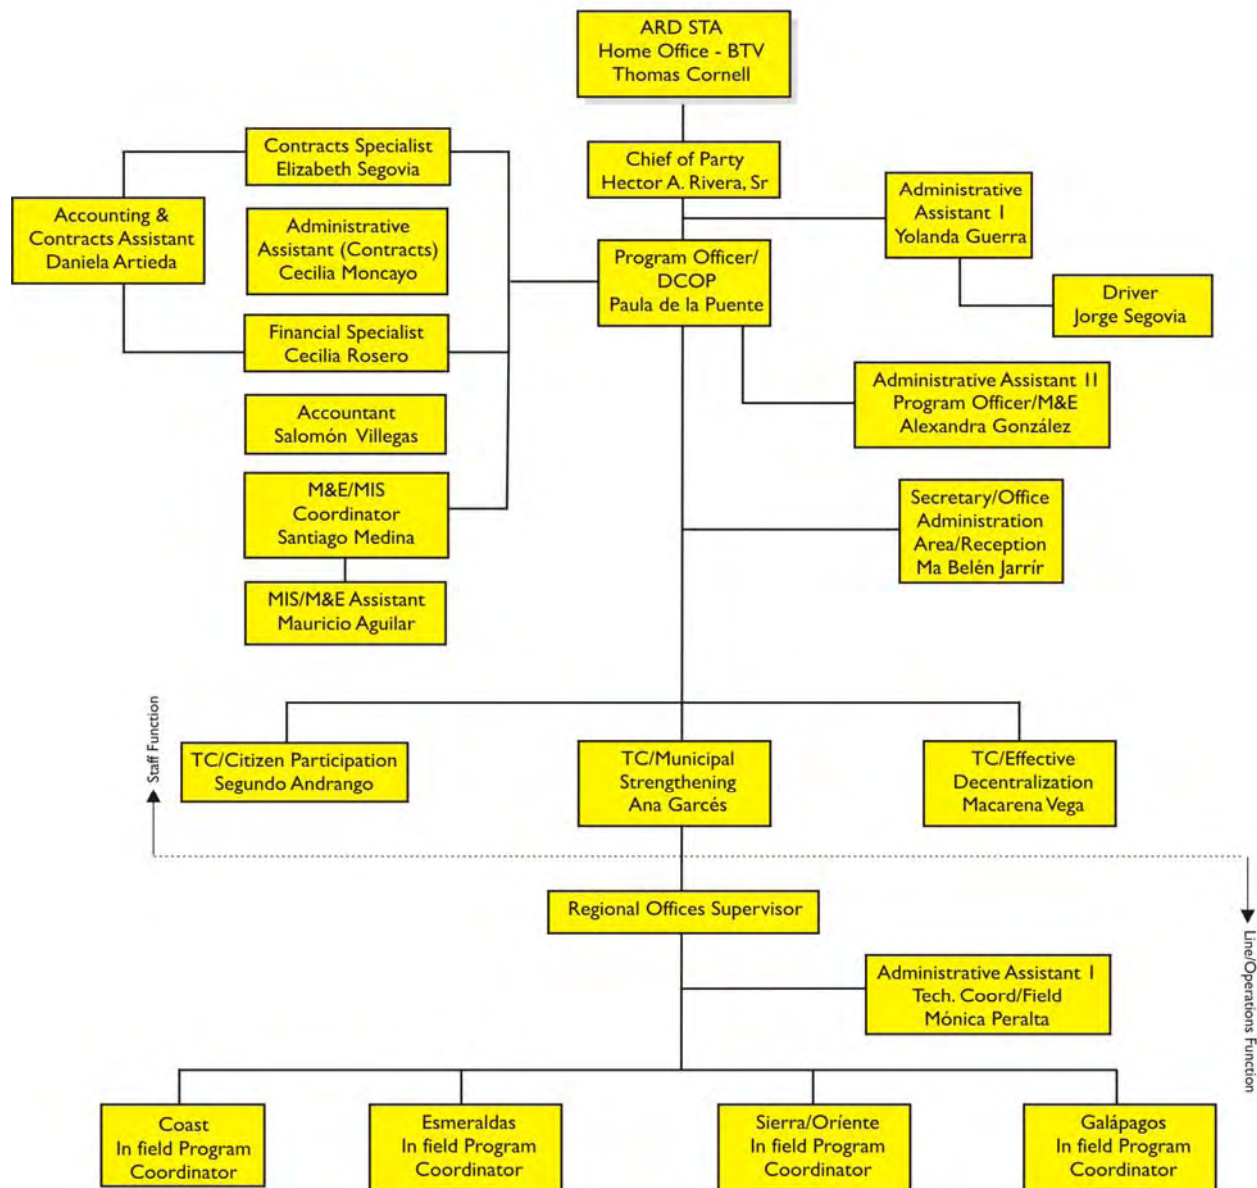 ARD STA
Home Office - BTV
Thomas Cornell
Chief of Party
Hector A. Rivera, Sr
Contracts Specialist
Elizabeth Segovia
Administrative
Assistant I
Yolanda Guerra
Accounting &
Contracts Assistant
Daniela Artieda
Administrative
Assistant (Contracts)
Cecilia Moncayo
Program Officer/
DCOP
Paula de la Puente
Driver
Jorge Segovia
Financial Specialist
Cecilia Rosero
Administrative Assistant II
Program Officer/M&E
Alexandra González
Accountant
Salomón Villegas
M&E/MIS
Coordinator
Santiago Medina
Secretary/Office
Administration
Area/Reception
Ma Belén Jarrír
MIS/M&E Assistant
Mauricio Aguilar
Staff Function
TC/Citizen Participation
Segundo Andrango
TC/Municipal
Strengthening
Ana Garcés
TC/Effective
Decentralization
Macarena Vega
Regional Offices Supervisor
Line/Operations Function
Administrative Assistant I
Tech. Coord/Field
Mónica Peralta
Coast
In field Program
Coordinator
Esmeraldas
In field Program
Coordinator
Sierra/Oríente
In field Program
Coordinator
Galápagos
In field Program
Coordinator